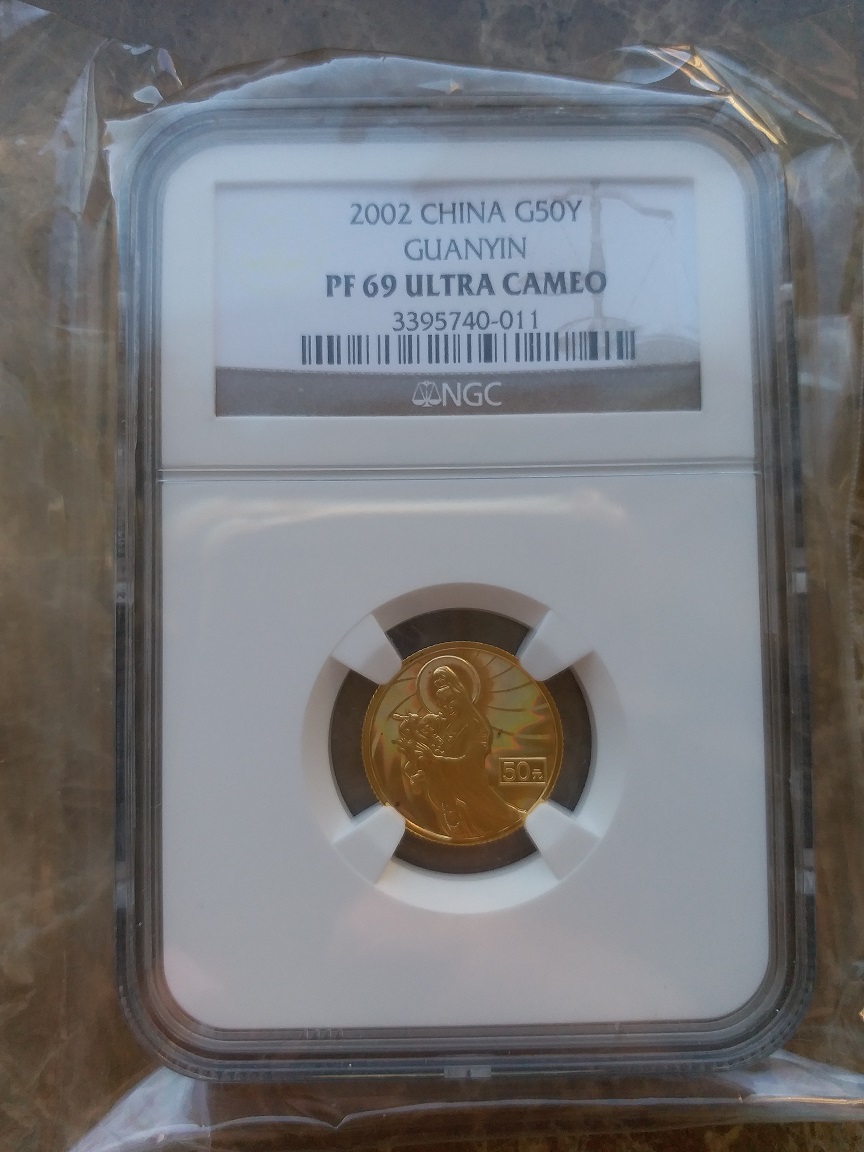 2002 CHINA G50Y
GUANYIN
PF 69 ULTRA CAMEO
3395740-011
NGC
50元